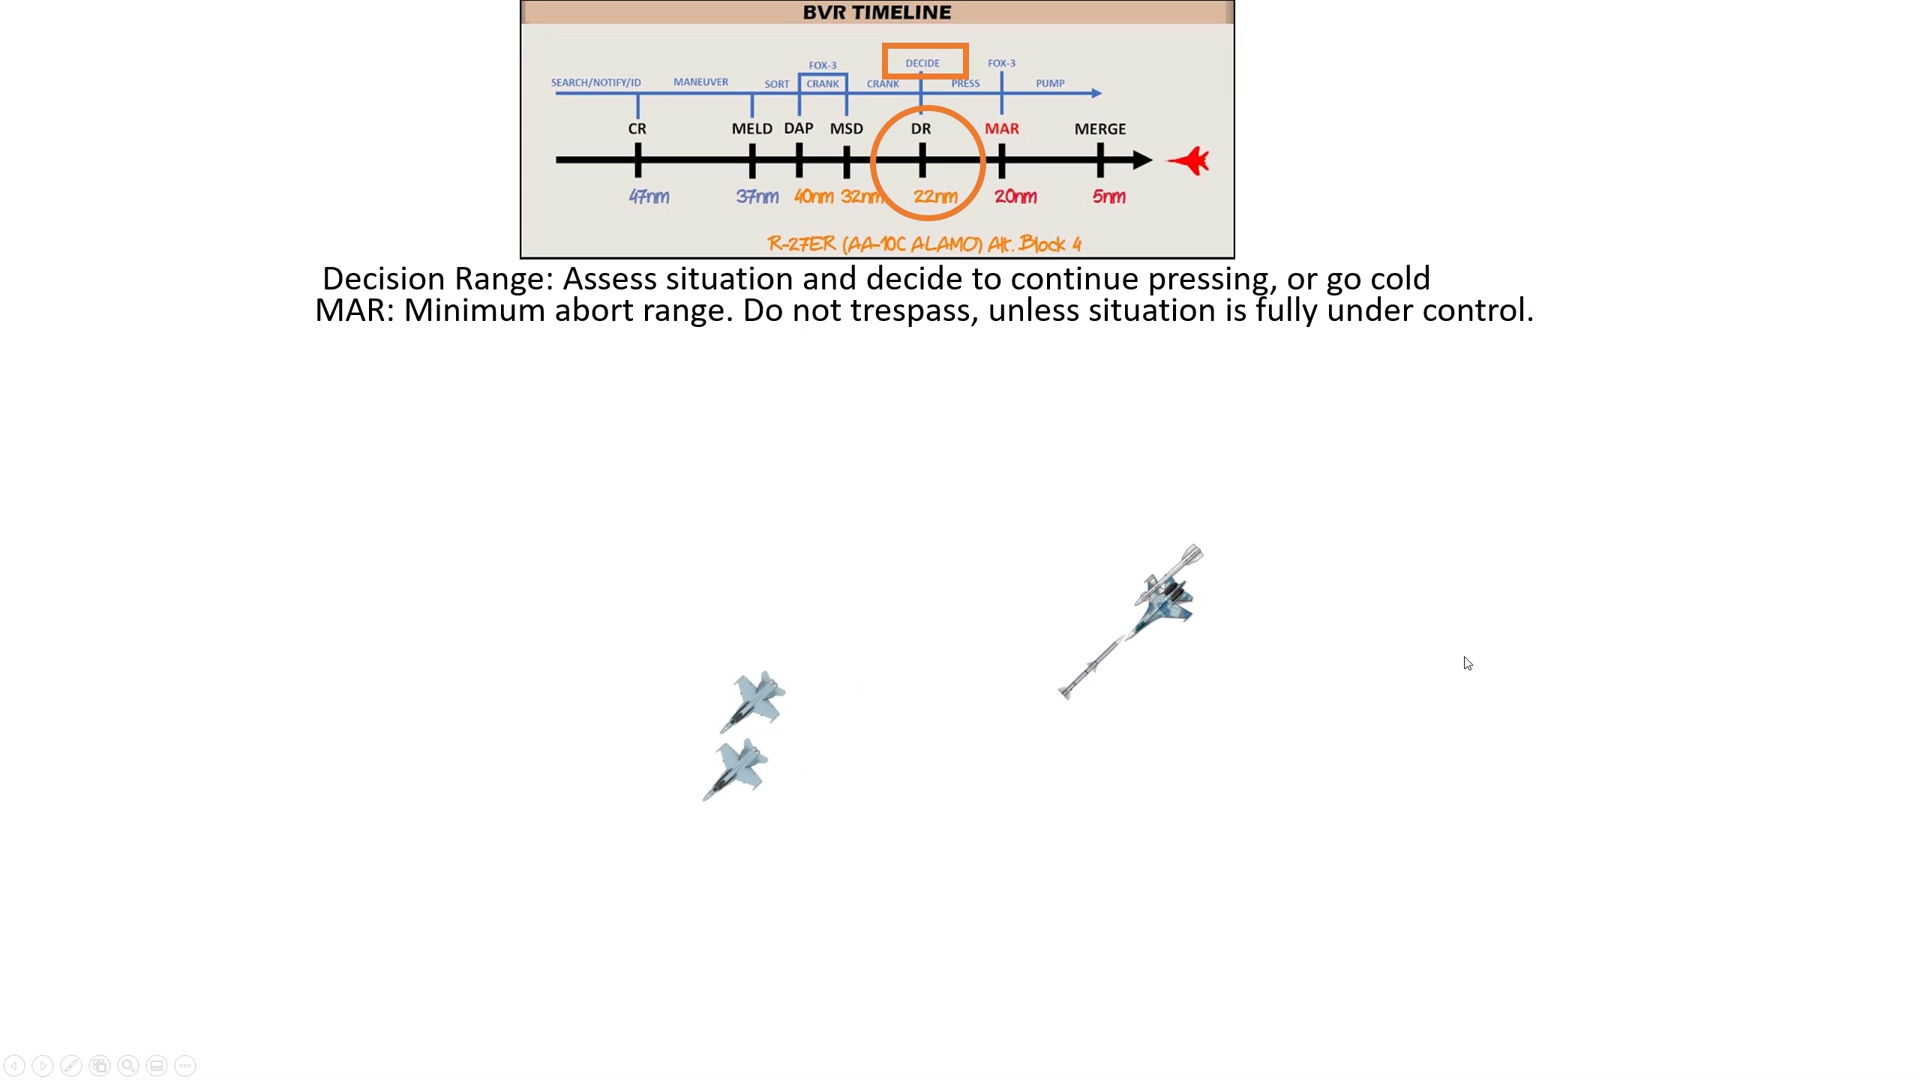 BVR TIMELINE
FOX-3 DECIDE FOX-3
SEARCH/NOTIFY/ID MANEUVER SORT CRANK CRANK PRESS PUMP
CR MELD DAP MSD DR MAR MERGE
47nm 37nm 40nm 32nm 22nm 20nm 5nm
R-27ER (AA-10C ALAMO) Alt. Block 4
Decision Range: Assess situation and decide to continue pressing, or go cold
MAR: Minimum abort range. Do not trespass, unless situation is fully under control.